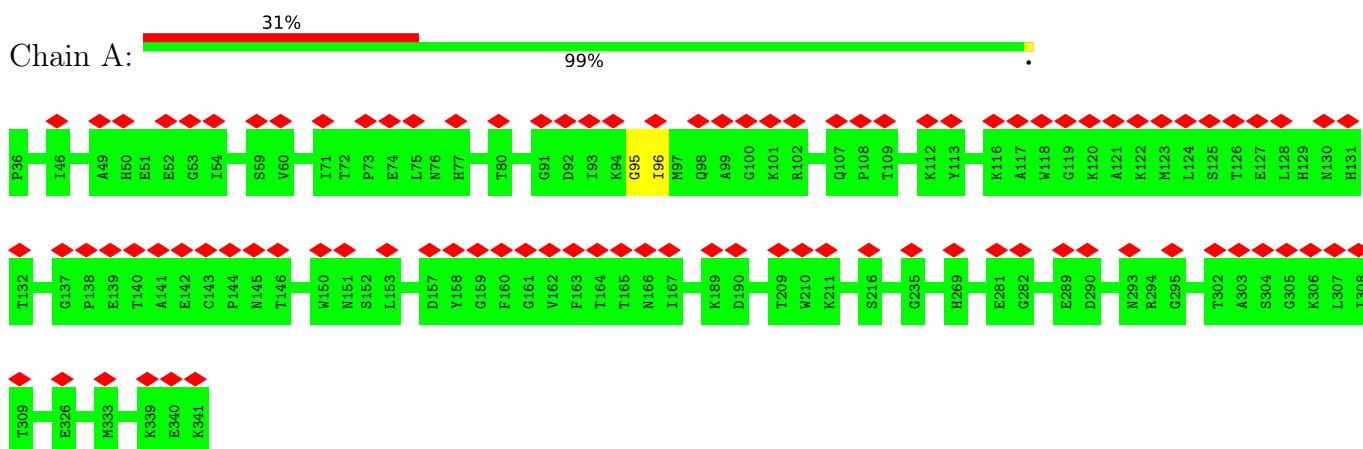 31%
Chain A:
99%
•
P36 I46 A49 H50 E51 E52 G53 I54 S59 V60 I71 T72 P73 E74 L75 N76 H77 T80 G91 D92 I93 K94 G95 I96 M97 Q98 A99 G100 K101 R102 Q107 P108 T109 K112 Y113 K116 A117 W118 G119 K120 A121 K122 M123 L124 S125 T126 E127 L128 H129 N130 H131
T132 G137 P138 E139 T140 A141 E142 C143 P144 N145 T146 W150 N151 S152 L153 D157 Y158 G159 F160 G161 V162 F163 T164 T165 N166 I167 K189 D190 T209 W210 K211 S216 G235 H269 E281 G282 E289 D290 N293 R294 G295 T302 A303 S304 G305 K306 L307
T309 E326 M333 K339 E340 K341